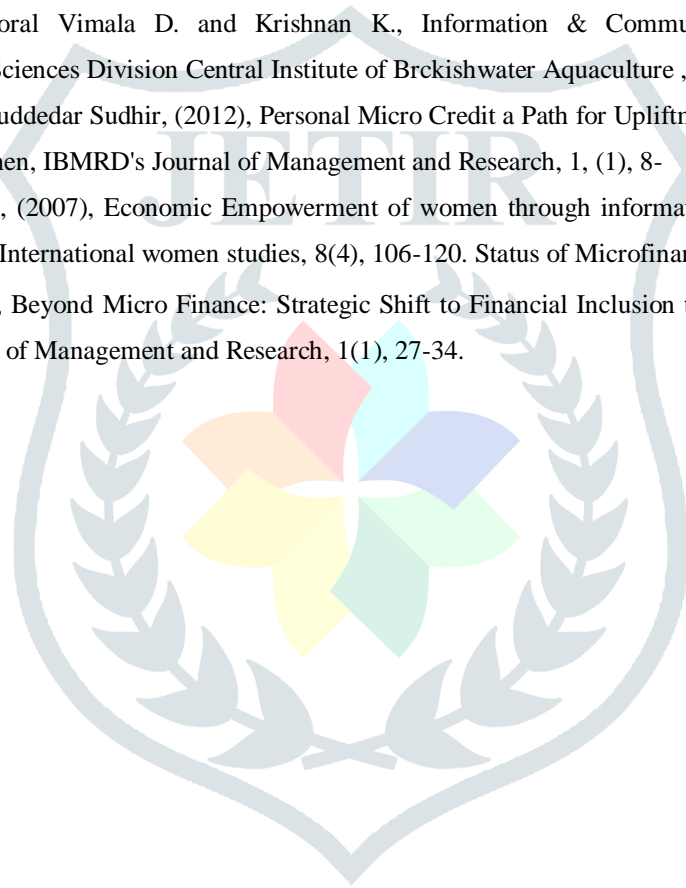 oral Vimala D. and Krishnan K., Information & Commu
Sciences Division Central Institute of Brckishwater Aquaculture ,
uddedar Sudhir, (2012), Personal Micro Credit a Path for Upliftn
nen, IBMRD's Journal of Management and Research, 1, (1), 8-
, (2007), Economic Empowerment of women through informat
International women studies, 8(4), 106-120. Status of Microfinan
, Beyond Micro Finance: Strategic Shift to Financial Inclusion t
of Management and Research, 1(1), 27-34.
JETIR